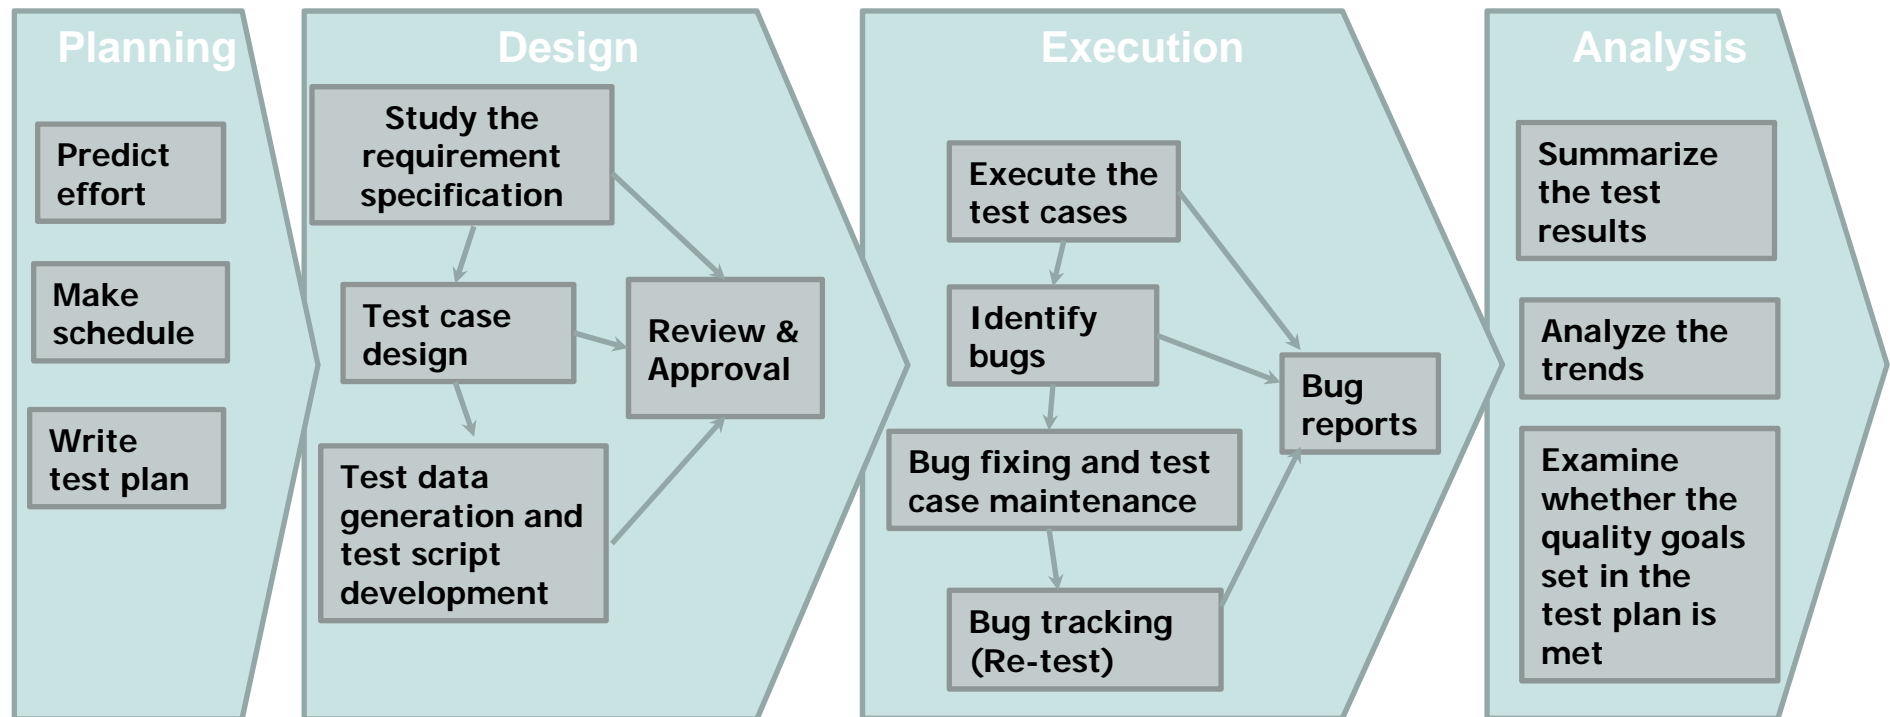 Planning
Predict
effort
Make
schedule
Write
test plan
Design
Study the
requirement
specification
Test case
design
Test data
generation and
test script
development
Review &
Approval
Execution
Execute the
test cases
Identify
bugs
Bug fixing and test
case maintenance
Bug tracking
(Re-test)
Bug
reports
Analysis
Summarize
the test
results
Analyze the
trends
Examine
whether the
quality goals
set in the
test plan is
met